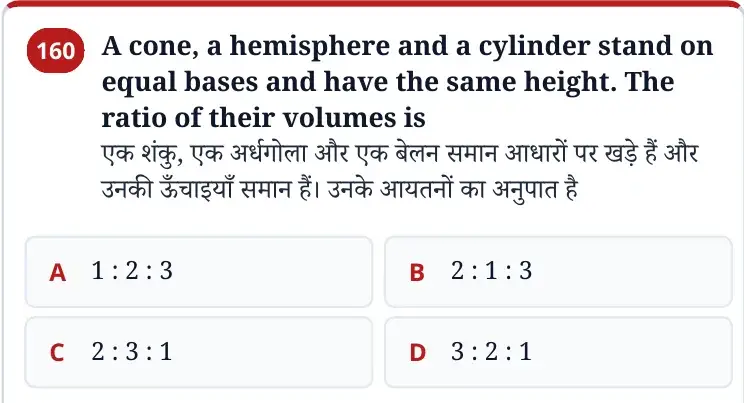 160 A cone, a hemisphere and a cylinder stand on
equal bases and have the same height. The
ratio of their volumes is
एक शंकु, एक अर्धगोला और एक बेलन समान आधारों पर खड़े हैं और
उनकी ऊँचाइयाँ समान हैं। उनके आयतनों का अनुपात है
A 1 : 2 : 3
B 2 : 1 : 3
C 2 : 3 : 1
D 3 : 2 : 1